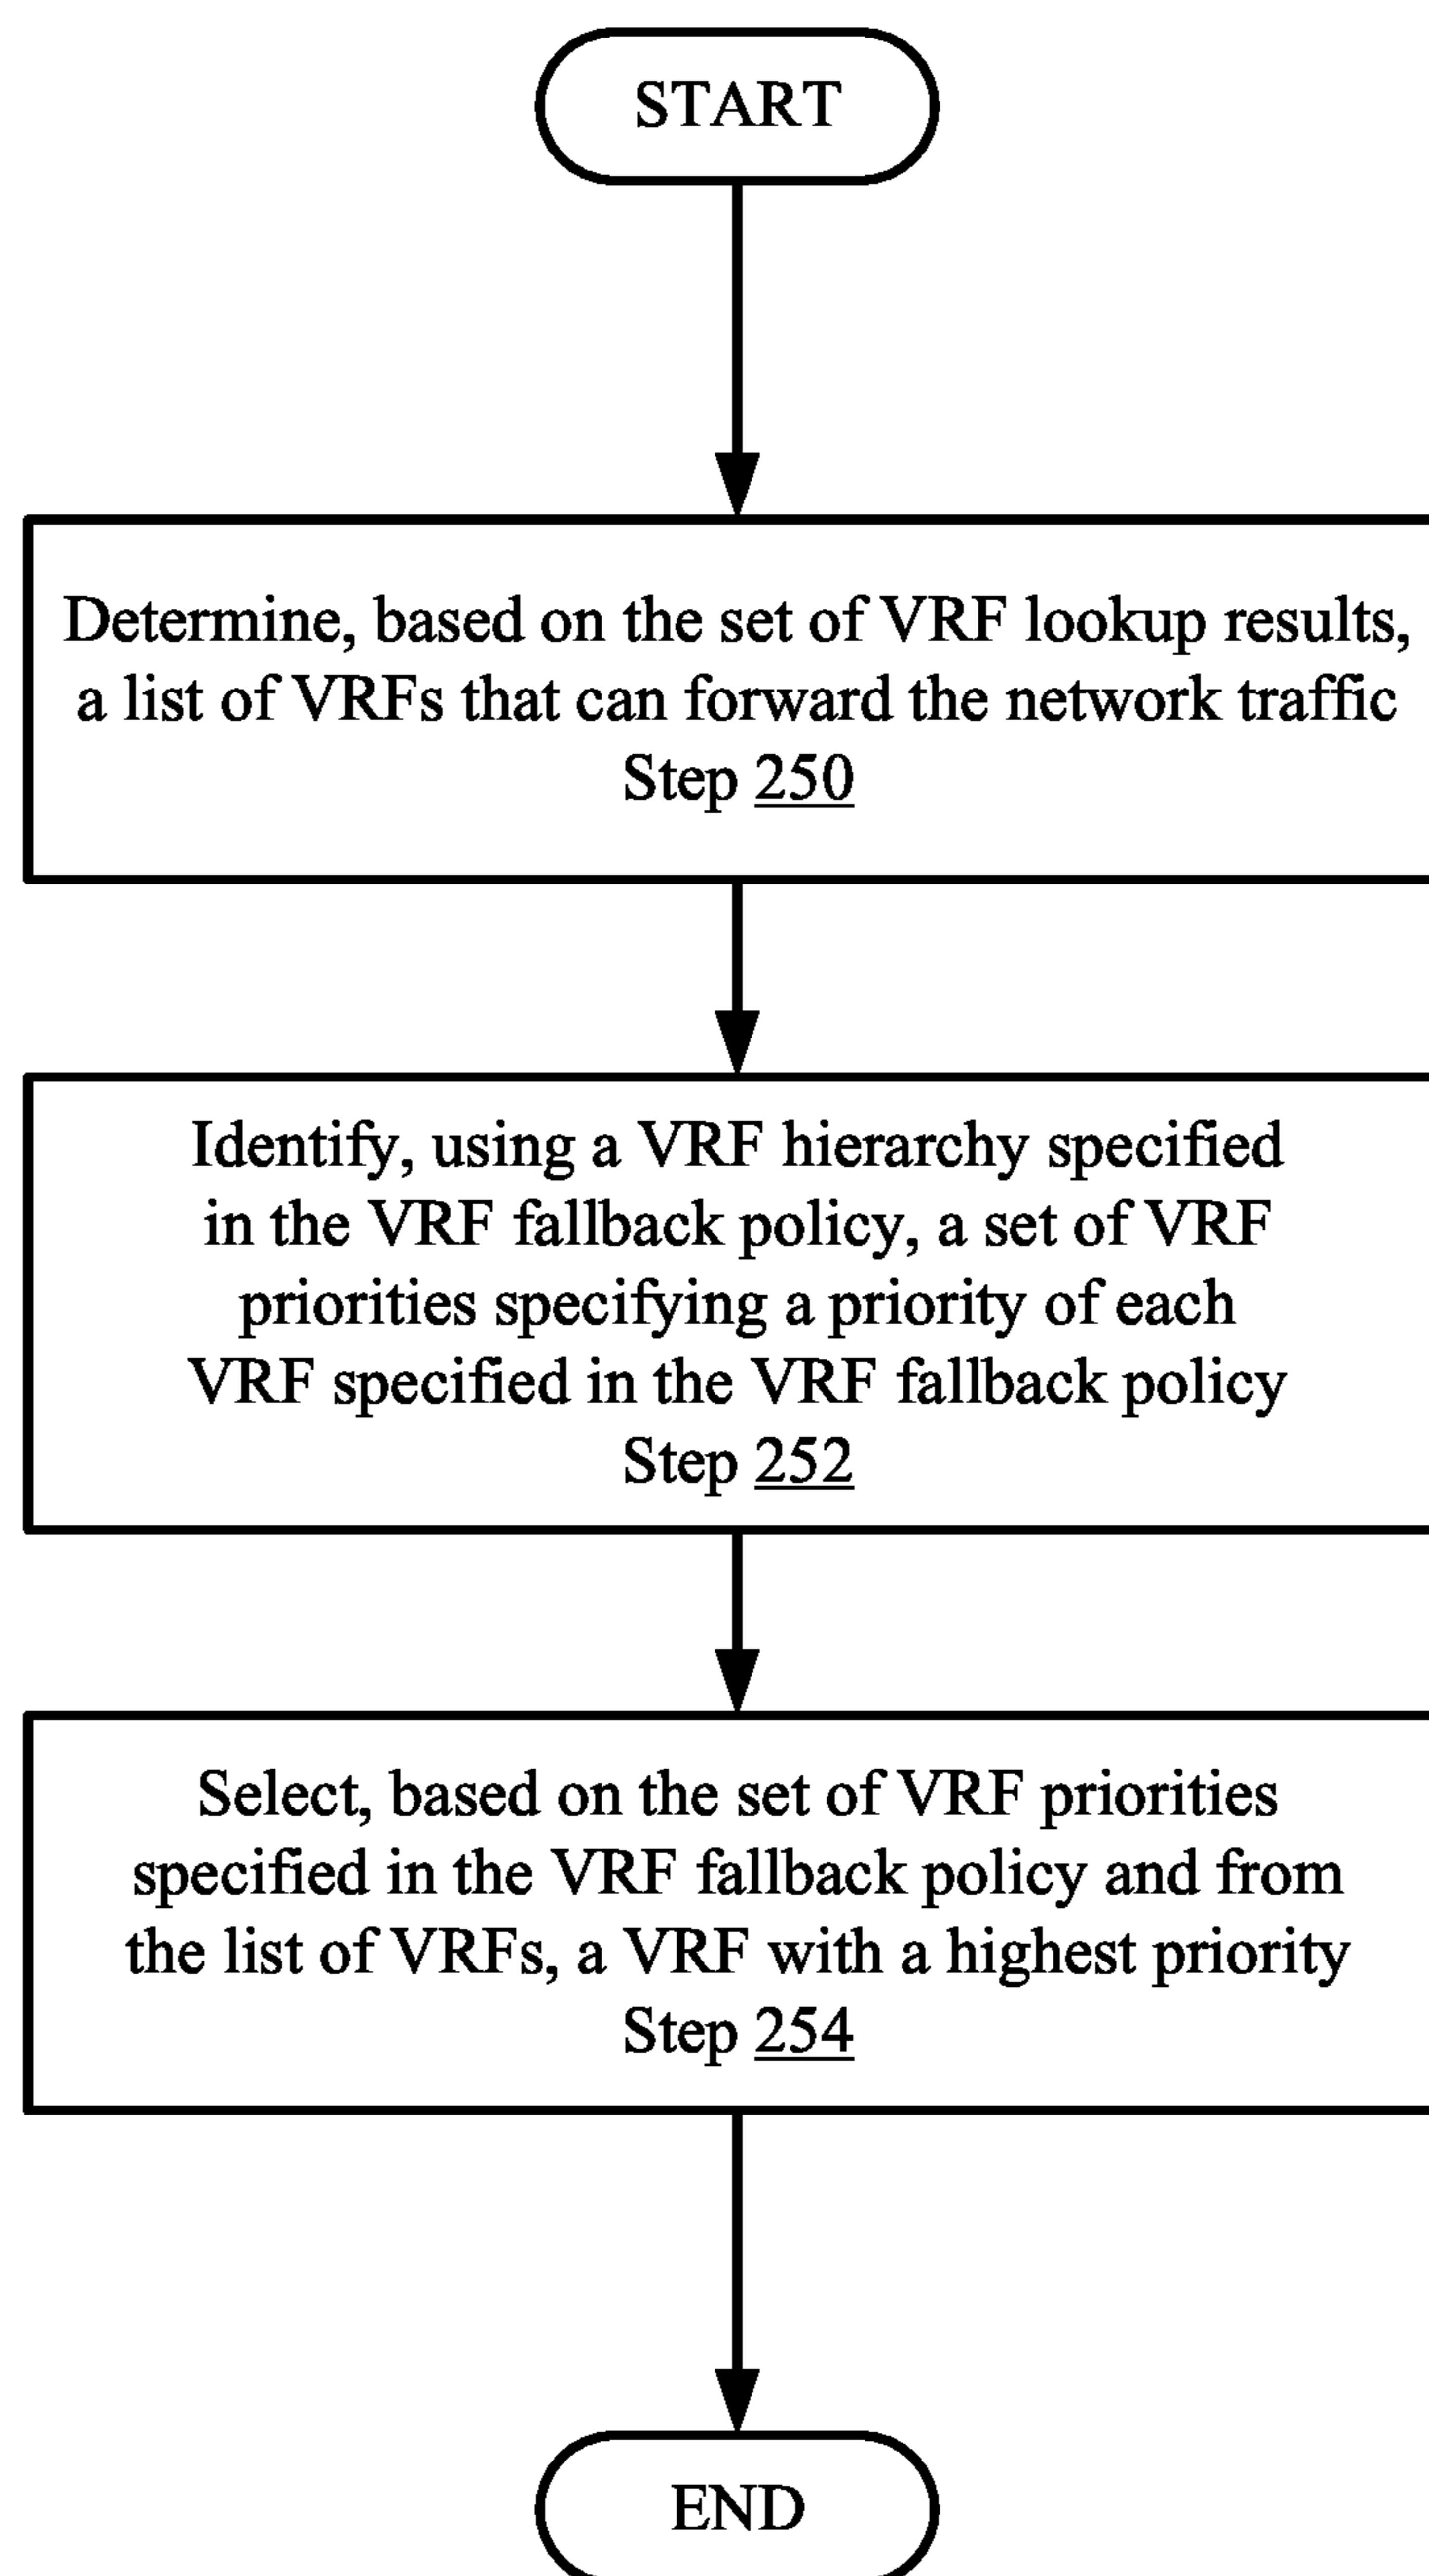 START
Determine, based on the set of VRF lookup results,
a list of VRFs that can forward the network traffic
Step 250
Identify, using a VRF hierarchy specified
in the VRF fallback policy, a set of VRF
priorities specifying a priority of each
VRF specified in the VRF fallback policy
Step 252
Select, based on the set of VRF priorities
specified in the VRF fallback policy and from
the list of VRFs, a VRF with a highest priority
Step 254
END